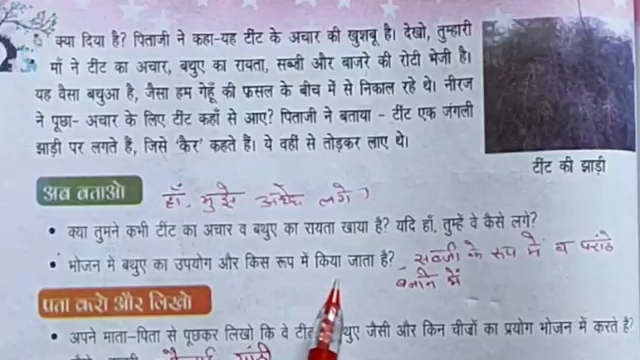 क्या दिया है? पिताजी ने कहा-यह टींट के अचार की खुशबू है। देखो, तुम्हारी
माँ ने टींट का अचार, बथुए का रायता, सब्जी और बाजरे की रोटी भेजी है।
यह वैसा बथुआ है, जैसा हम गेहूँ की फसल के बीच में से निकाल रहे थे। नीरज
ने पूछा- अचार के लिए टींट कहाँ से आए? पिताजी ने बताया - टींट एक जंगली
झाड़ी पर लगते हैं, जिसे 'कैर' कहते हैं। ये वहीं से तोड़कर लाए थे।
टींट की झाड़ी
अब बताओ
हाँ, मुझे अच्छे लगे।
• क्या तुमने कभी टींट का अचार व बथुए का रायता खाया है? यदि हाँ, तुम्हें वे कैसे लगे?
• भोजन में बथुए का उपयोग और किस रूप में किया जाता है? - सब्जी के रूप में व परांठे
बनाने में
पता करो और लिखो
• अपने माता-पिता से पूछकर लिखो कि वे टींट बथुए जैसी और किन चीजों का प्रयोग भोजन में करते हैं?